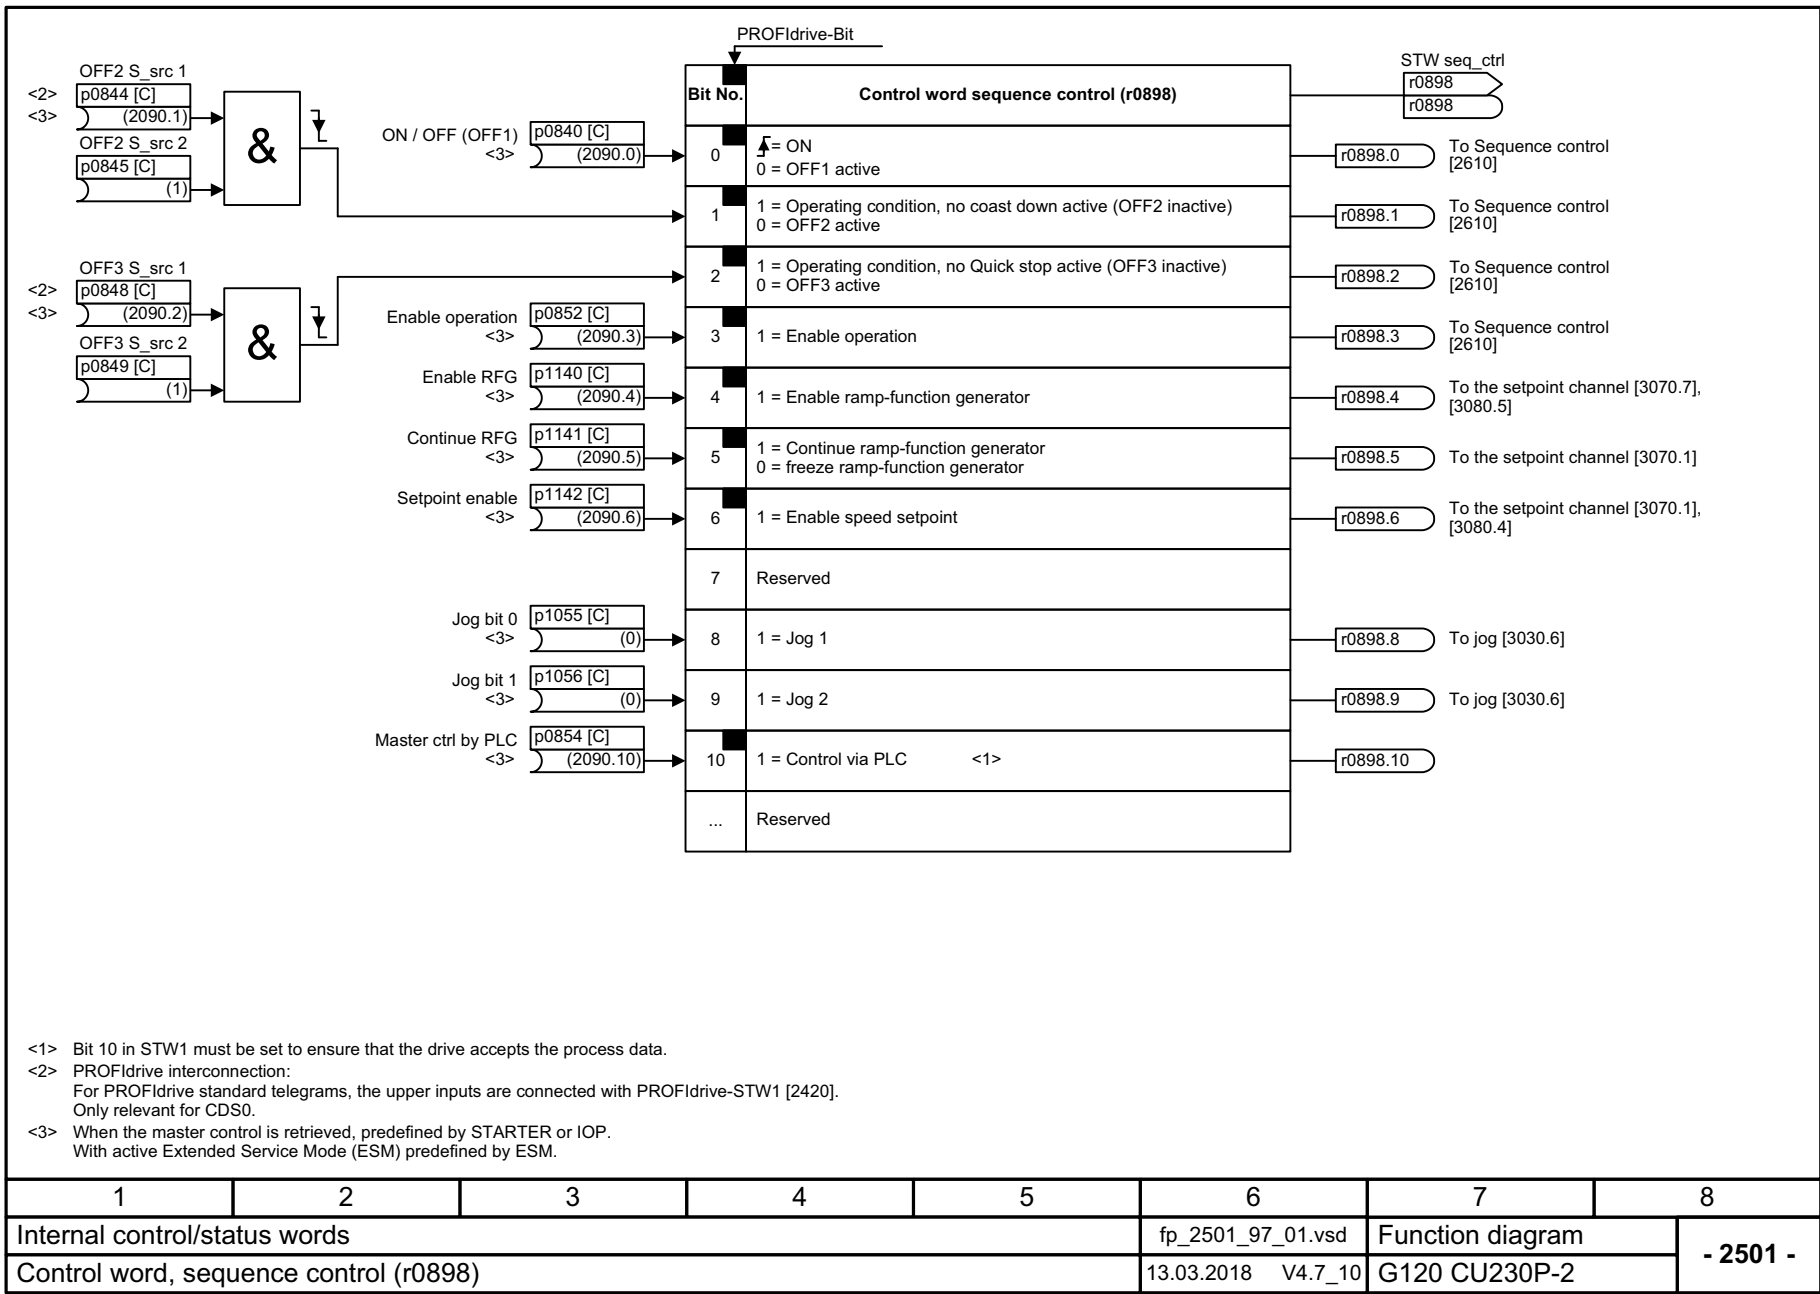 PROFIdrive-Bit
OFF2 S_src 1
<2> p0844 [C]
<3> (2090.1)
OFF2 S_src 2
p0845 [C]
(1)
&
OFF3 S_src 1
<2> p0848 [C]
<3> (2090.2)
OFF3 S_src 2
p0849 [C]
(1)
&
ON / OFF (OFF1) p0840 [C]
<3> (2090.0)
Enable operation p0852 [C]
<3> (2090.3)
Enable RFG p1140 [C]
<3> (2090.4)
Continue RFG p1141 [C]
<3> (2090.5)
Setpoint enable p1142 [C]
<3> (2090.6)
Jog bit 0 p1055 [C]
<3> (0)
Jog bit 1 p1056 [C]
<3> (0)
Master ctrl by PLC p0854 [C]
<3> (2090.10)
Bit No. Control word sequence control (r0898)
0 = ON
0 = OFF1 active
1 1 = Operating condition, no coast down active (OFF2 inactive)
0 = OFF2 active
2 1 = Operating condition, no Quick stop active (OFF3 inactive)
0 = OFF3 active
3 1 = Enable operation
4 1 = Enable ramp-function generator
5 1 = Continue ramp-function generator
0 = freeze ramp-function generator
6 1 = Enable speed setpoint
7 Reserved
8 1 = Jog 1
9 1 = Jog 2
10 1 = Control via PLC <1>
... Reserved
STW seq_ctrl
r0898
r0898
r0898.0 To Sequence control
[2610]
r0898.1 To Sequence control
[2610]
r0898.2 To Sequence control
[2610]
r0898.3 To Sequence control
[2610]
r0898.4 To the setpoint channel [3070.7],
[3080.5]
r0898.5 To the setpoint channel [3070.1]
r0898.6 To the setpoint channel [3070.1],
[3080.4]
r0898.8 To jog [3030.6]
r0898.9 To jog [3030.6]
r0898.10
<1> Bit 10 in STW1 must be set to ensure that the drive accepts the process data.
<2> PROFIdrive interconnection:
For PROFIdrive standard telegrams, the upper inputs are connected with PROFIdrive-STW1 [2420].
Only relevant for CDS0.
<3> When the master control is retrieved, predefined by STARTER or IOP.
With active Extended Service Mode (ESM) predefined by ESM.
1 2 3 4 5 6 7 8
Internal control/status words fp_2501_97_01.vsd Function diagram
- 2501 -
Control word, sequence control (r0898) 13.03.2018 V4.7_10 G120 CU230P-2